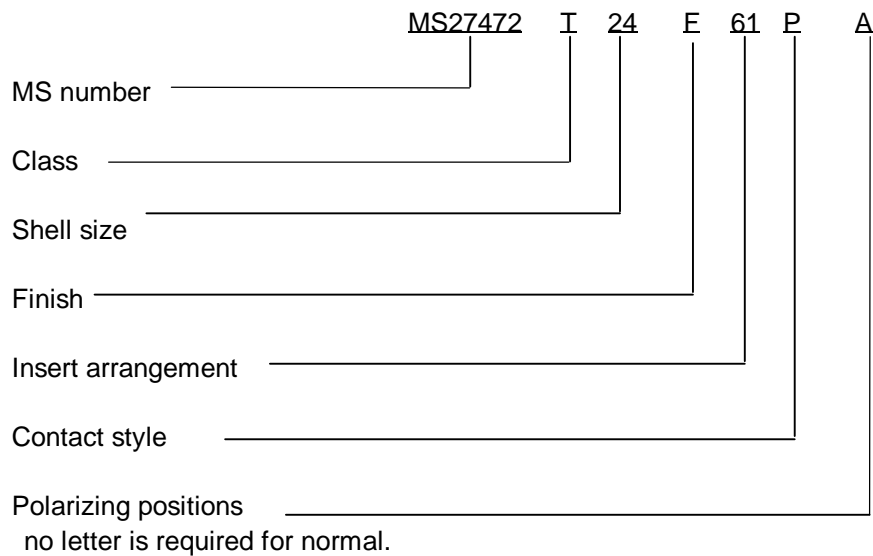 MS27472 T 24 F 61 P A
MS number
Class
Shell size
Finish
Insert arrangement
Contact style
Polarizing positions
no letter is required for normal.